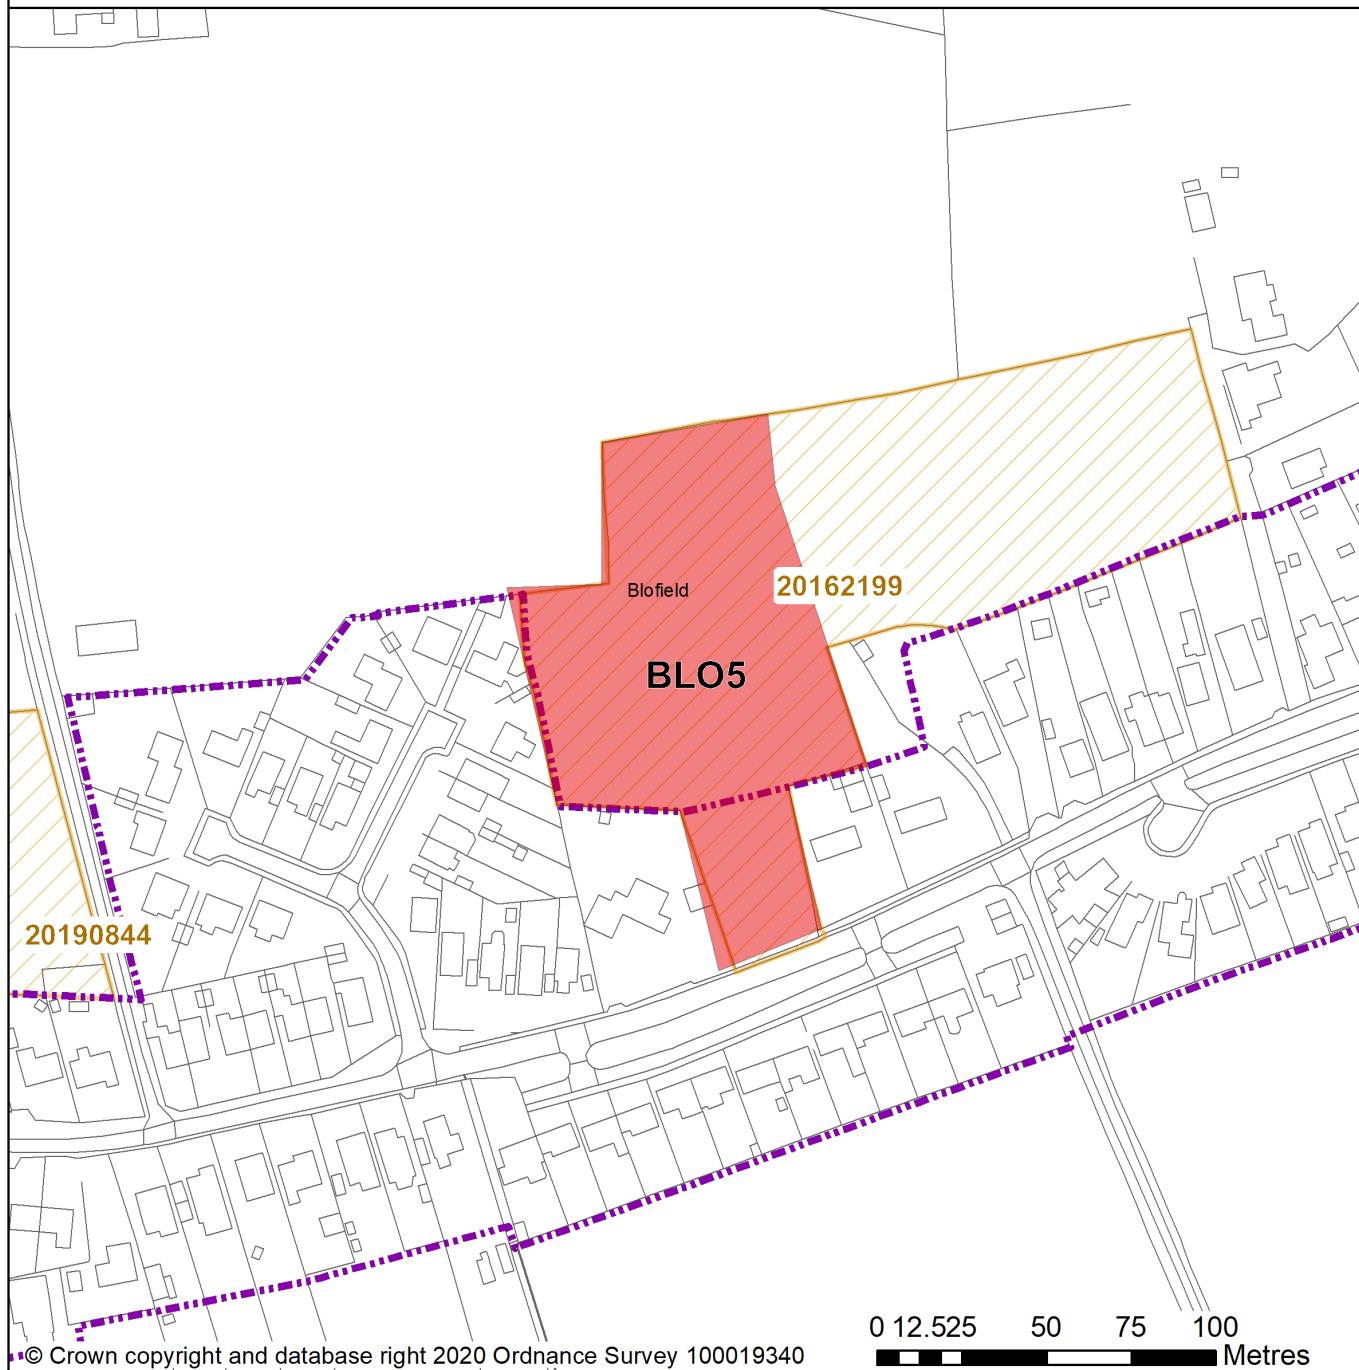 Blofield
20162199
BLO5
20190844
0 12.525 50 75 100
Metres
© Crown copyright and database right 2020 Ordnance Survey 100019340